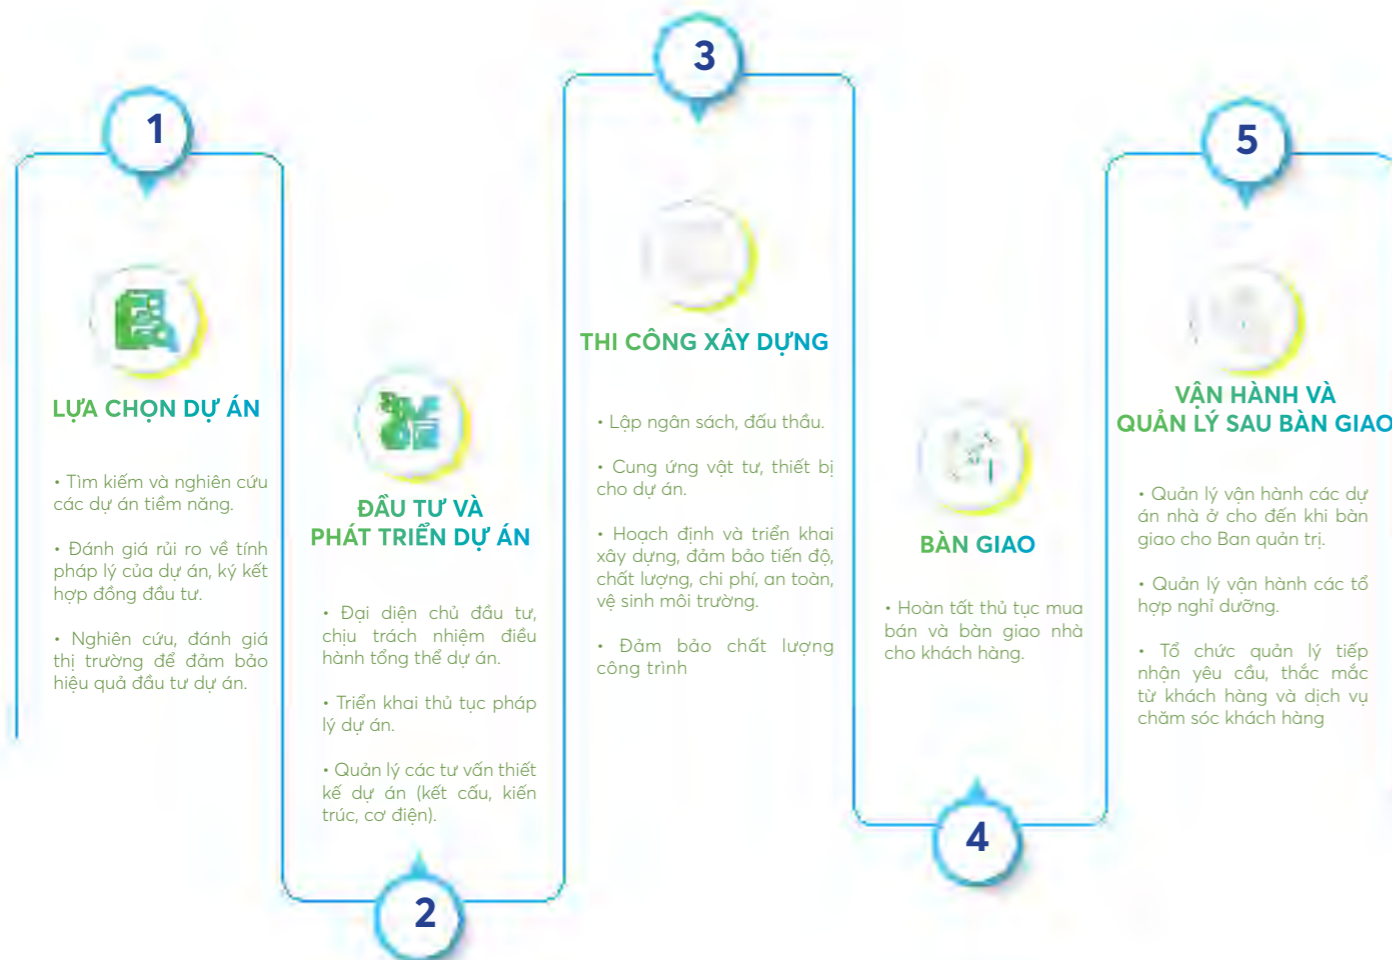 1
LỰA CHỌN DỰ ÁN
• Tìm kiếm và nghiên cứu
các dự án tiềm năng.
• Đánh giá rủi ro về tính
pháp lý của dự án, ký kết
hợp đồng đầu tư.
• Nghiên cứu, đánh giá
thị trường để đảm bảo
hiệu quả đầu tư dự án.
2
ĐẦU TƯ VÀ
PHÁT TRIỂN DỰ ÁN
• Đại diện chủ đầu tư,
chịu trách nhiệm điều
hành tổng thể dự án.
• Triển khai thủ tục pháp
lý dự án.
• Quản lý các tư vấn thiết
kế dự án (kết cấu, kiến
trúc, cơ điện).
3
THI CÔNG XÂY DỰNG
• Lập ngân sách, đấu thầu.
• Cung ứng vật tư, thiết bị
cho dự án.
• Hoạch định và triển khai
xây dựng, đảm bảo tiến độ,
chất lượng, chi phí, an toàn,
vệ sinh môi trường.
• Đảm bảo chất lượng
công trình
4
BÀN GIAO
• Hoàn tất thủ tục mua
bán và bàn giao nhà
cho khách hàng.
5
VẬN HÀNH VÀ
QUẢN LÝ SAU BÀN GIAO
• Quản lý vận hành các dự
án nhà ở cho đến khi bàn
giao cho Ban quản trị.
• Quản lý vận hành các tổ
hợp nghỉ dưỡng.
• Tổ chức quản lý tiếp
nhận yêu cầu, thắc mắc
từ khách hàng và dịch vụ
chăm sóc khách hàng